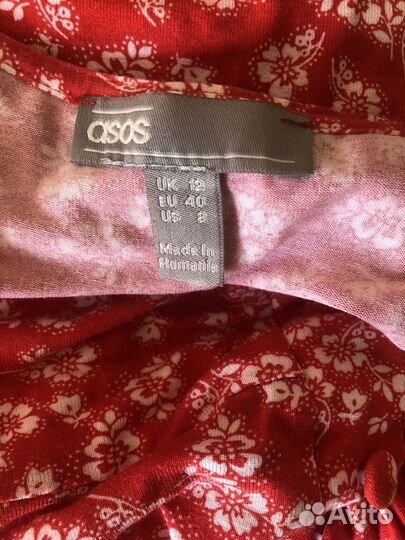 asos
UK 12
EU 40
US 8
Made In
Romania
Avito